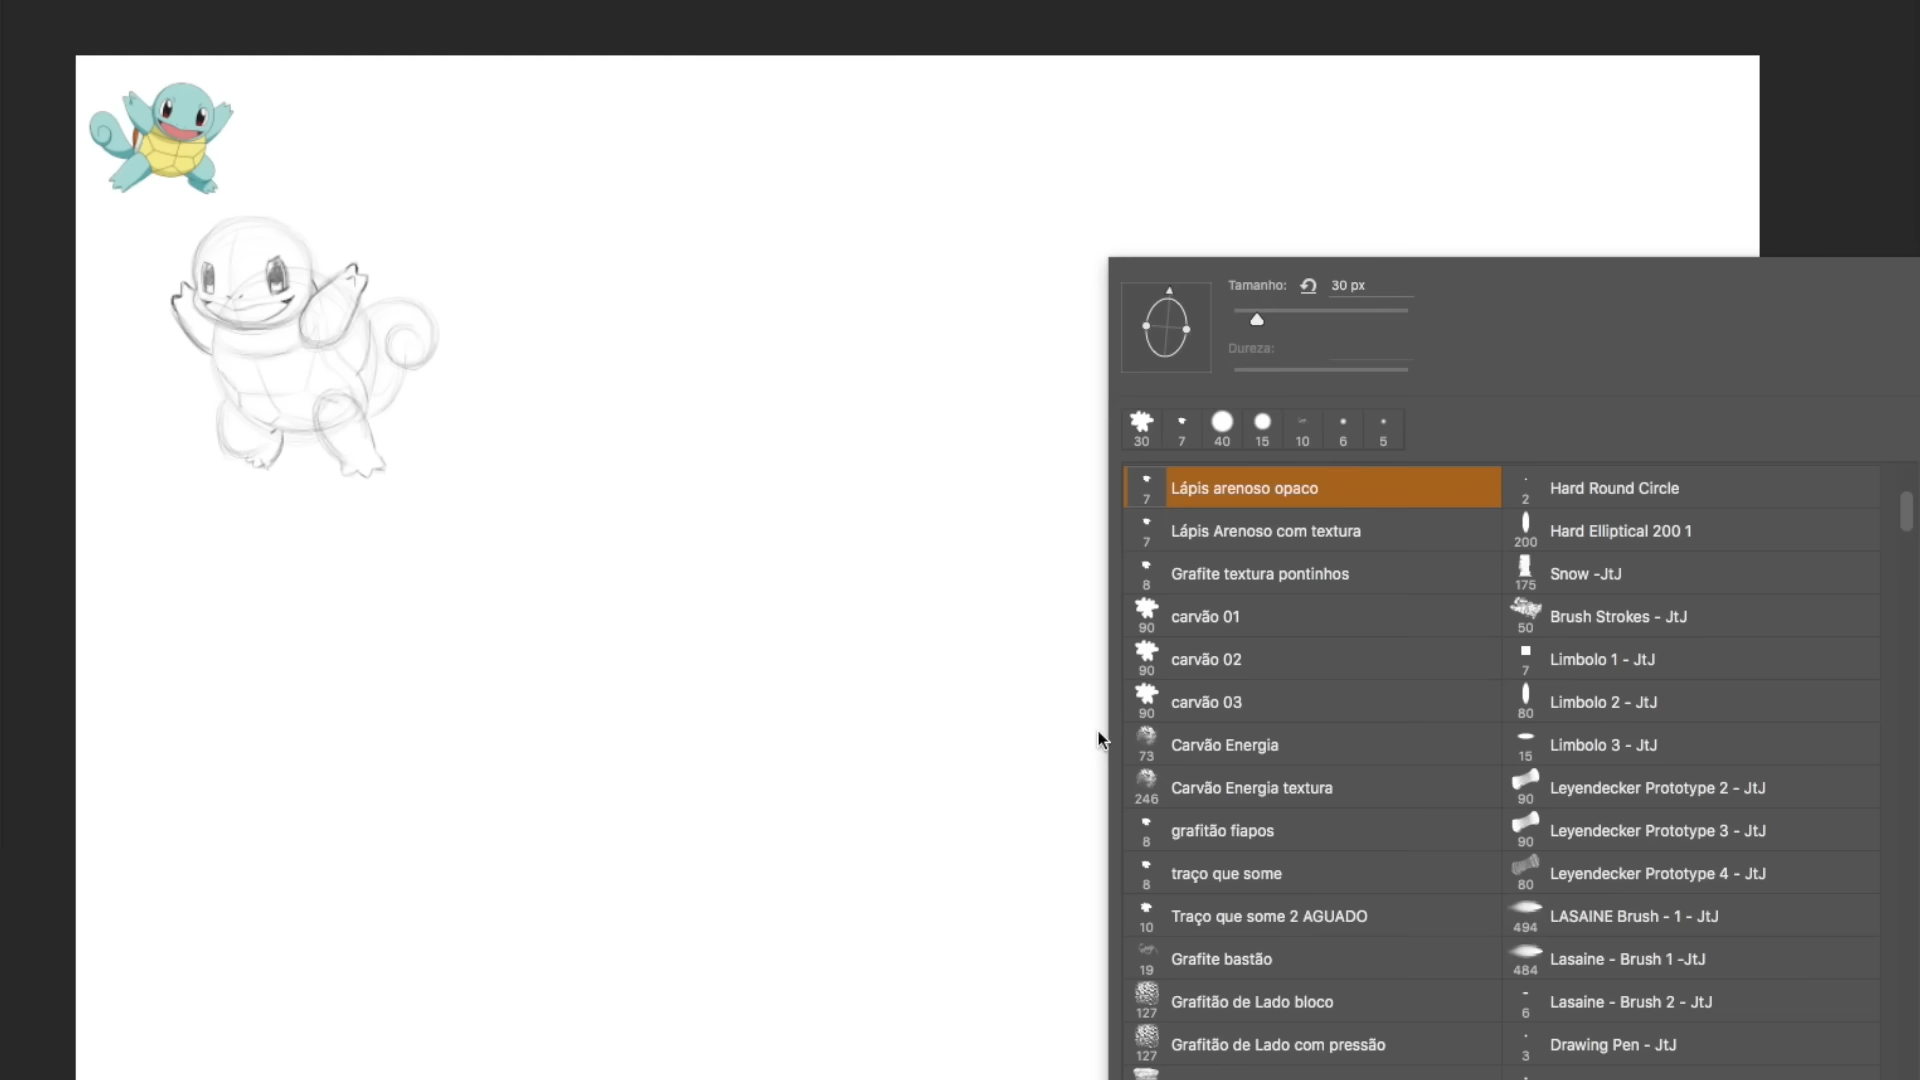 Tamanho: 30 px
Dureza:
30 7 40 15 10 6 5
7 Lápis arenoso opaco
7 Lápis Arenoso com textura
8 Grafite textura pontinhos
90 carvão 01
90 carvão 02
90 carvão 03
73 Carvão Energia
246 Carvão Energia textura
8 grafitão fiapos
8 traço que some
10 Traço que some 2 AGUADO
19 Grafite bastão
127 Grafitão de Lado bloco
127 Grafitão de Lado com pressão
2 Hard Round Circle
200 Hard Elliptical 200 1
175 Snow -JtJ
50 Brush Strokes - JtJ
7 Limbolo 1 - JtJ
80 Limbolo 2 - JtJ
15 Limbolo 3 - JtJ
90 Leyendecker Prototype 2 - JtJ
90 Leyendecker Prototype 3 - JtJ
80 Leyendecker Prototype 4 - JtJ
494 LASAINE Brush - 1 - JtJ
484 Lasaine - Brush 1 -JtJ
6 Lasaine - Brush 2 - JtJ
3 Drawing Pen - JtJ